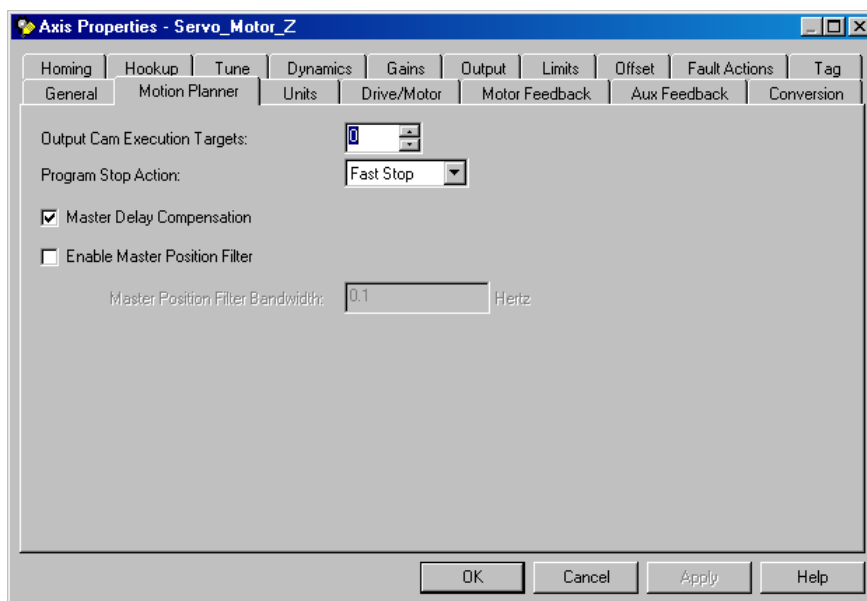 Axis Properties - Servo_Motor_Z
Homing Hookup Tune Dynamics Gains Output Limits Offset Fault Actions Tag
General Motion Planner Units Drive/Motor Motor Feedback Aux Feedback Conversion
Output Cam Execution Targets: 0
Program Stop Action: Fast Stop
Master Delay Compensation
Enable Master Position Filter
Master Position Filter Bandwidth: 0.1 Hertz
OK Cancel Apply Help